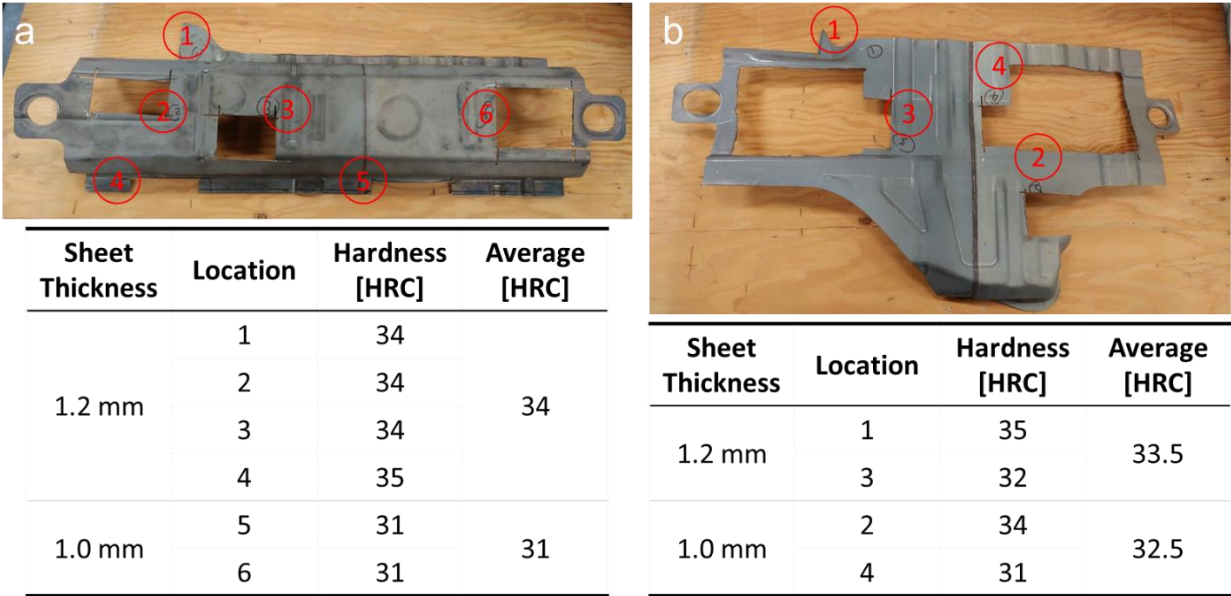 a
1
2
3
6
4
5
Sheet Thickness Location Hardness [HRC] Average [HRC]
1.2 mm 1 34 34
2 34
3 34
4 35
1.0 mm 5 31 31
6 31
b
1
4
3
2
Sheet Thickness Location Hardness [HRC] Average [HRC]
1.2 mm 1 35 33.5
3 32
1.0 mm 2 34 32.5
4 31